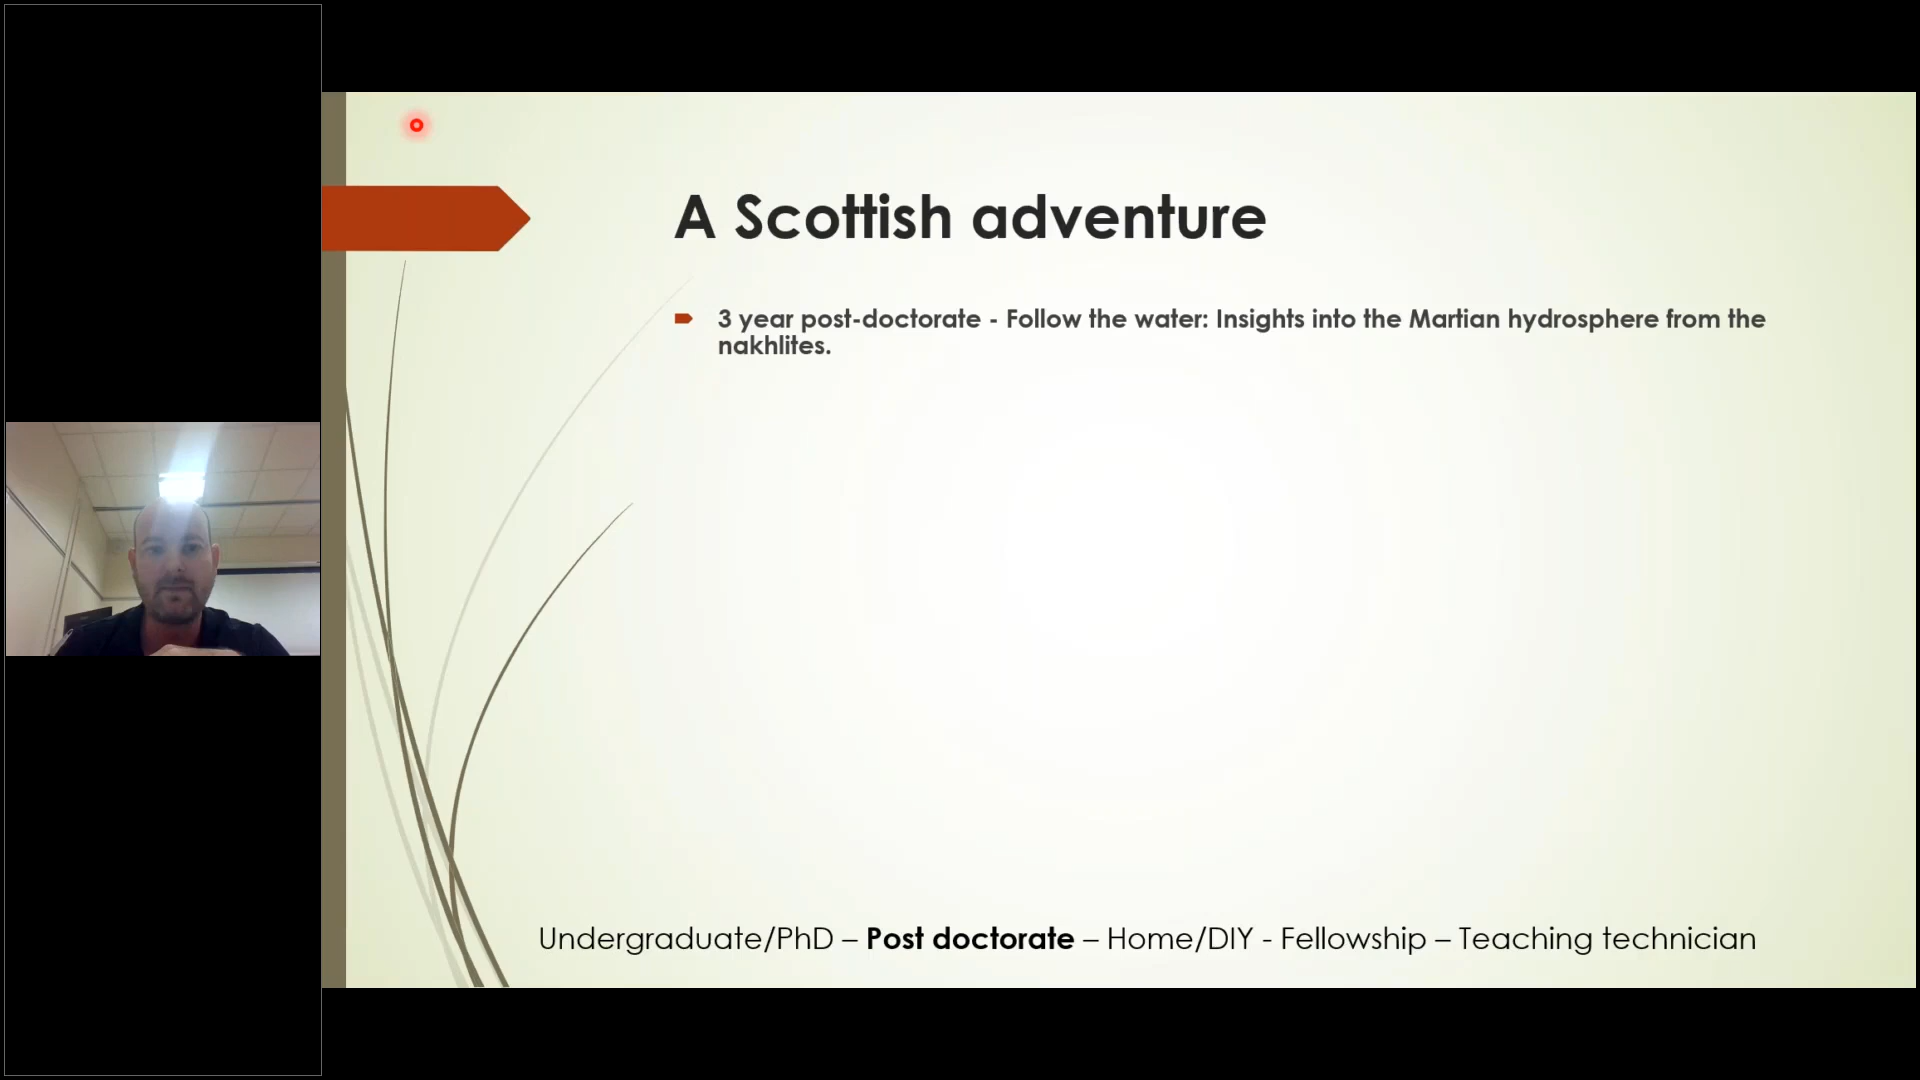 A Scottish adventure
3 year post-doctorate - Follow the water: Insights into the Martian hydrosphere from the
nakhlites.
Undergraduate/PhD – Post doctorate – Home/DIY - Fellowship – Teaching technician